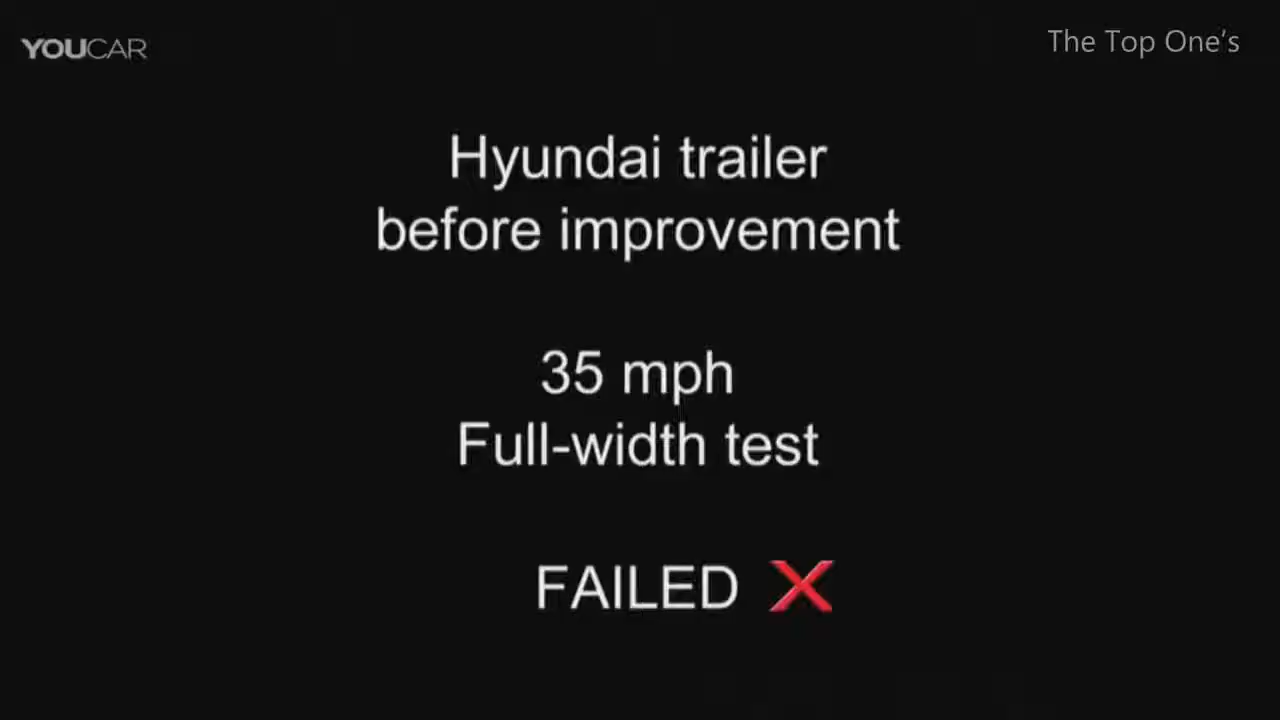 YOUCAR
The Top One's
Hyundai trailer
before improvement
35 mph
Full-width test
FAILED ❌